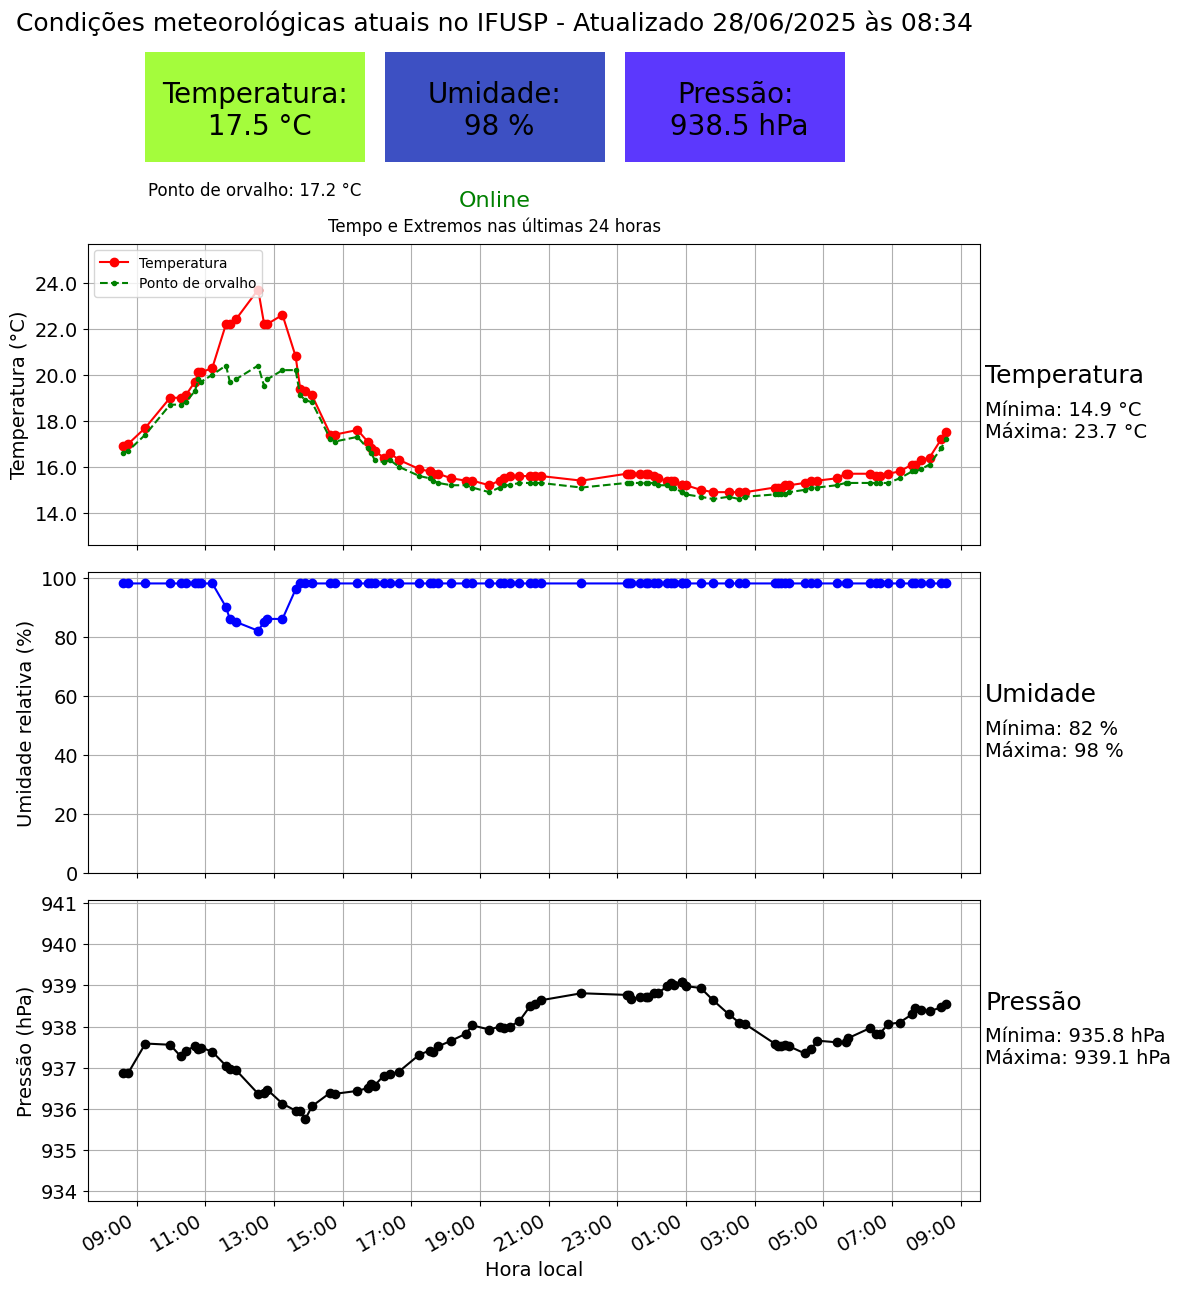 Condições meteorológicas atuais no IFUSP - Atualizado 28/06/2025 às 08:34
Temperatura:
17.5 °C
Umidade:
98 %
Pressão:
938.5 hPa
Ponto de orvalho: 17.2 °C
Online
Tempo e Extremos nas últimas 24 horas
Temperatura
Ponto de orvalho
Temperatura (°C)
24.0
22.0
20.0
18.0
16.0
14.0
Temperatura
Mínima: 14.9 °C
Máxima: 23.7 °C
Umidade relativa (%)
100
80
60
40
20
0
Umidade
Mínima: 82 %
Máxima: 98 %
Pressão (hPa)
941
940
939
938
937
936
935
934
Pressão
Mínima: 935.8 hPa
Máxima: 939.1 hPa
09:00
11:00
13:00
15:00
17:00
19:00
21:00
23:00
01:00
03:00
05:00
07:00
09:00
Hora local